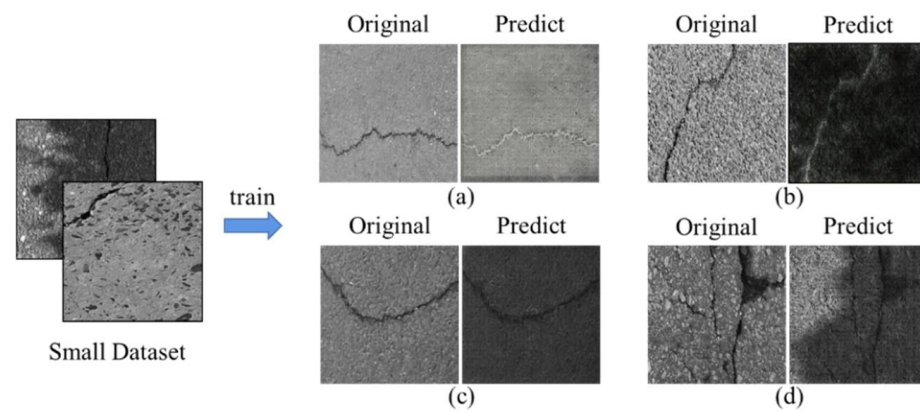 Original Predict
Original Predict
(a)
(b)
train
Original Predict
Original Predict
Small Dataset
(c)
(d)